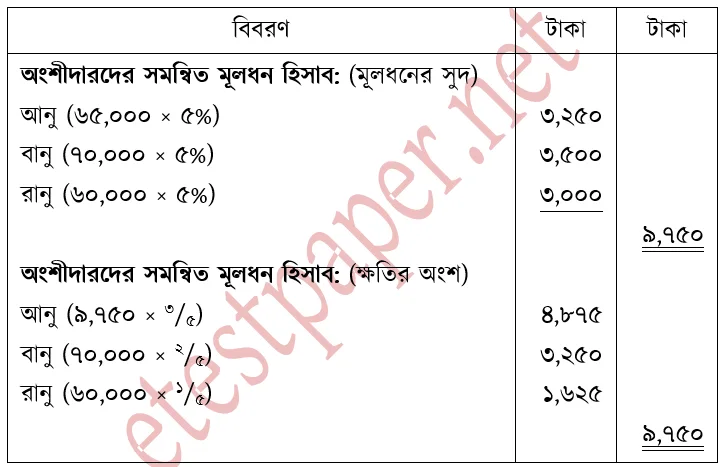 বিবরণ টাকা টাকা
অংশীদারদের সমন্বিত মূলধন হিসাব: (মূলধনের সুদ)
আনু (৬৫,০০০ × ৫%) ৩,২৫০
বানু (৭০,০০০ × ৫%) ৩,৫০০
রানু (৬০,০০০ × ৫%) ৩,০০০
৯,৭৫০
অংশীদারদের সমন্বিত মূলধন হিসাব: (ক্ষতির অংশ)
আনু (৯,৭৫০ × ৩/৫) ৪,৮৭৫
বানু (৭০,০০০ × ২/৫) ৩,২৫০
রানু (৬০,০০০ × ১/৫) ১,৬২৫
৯,৭৫০
etestpaper.net